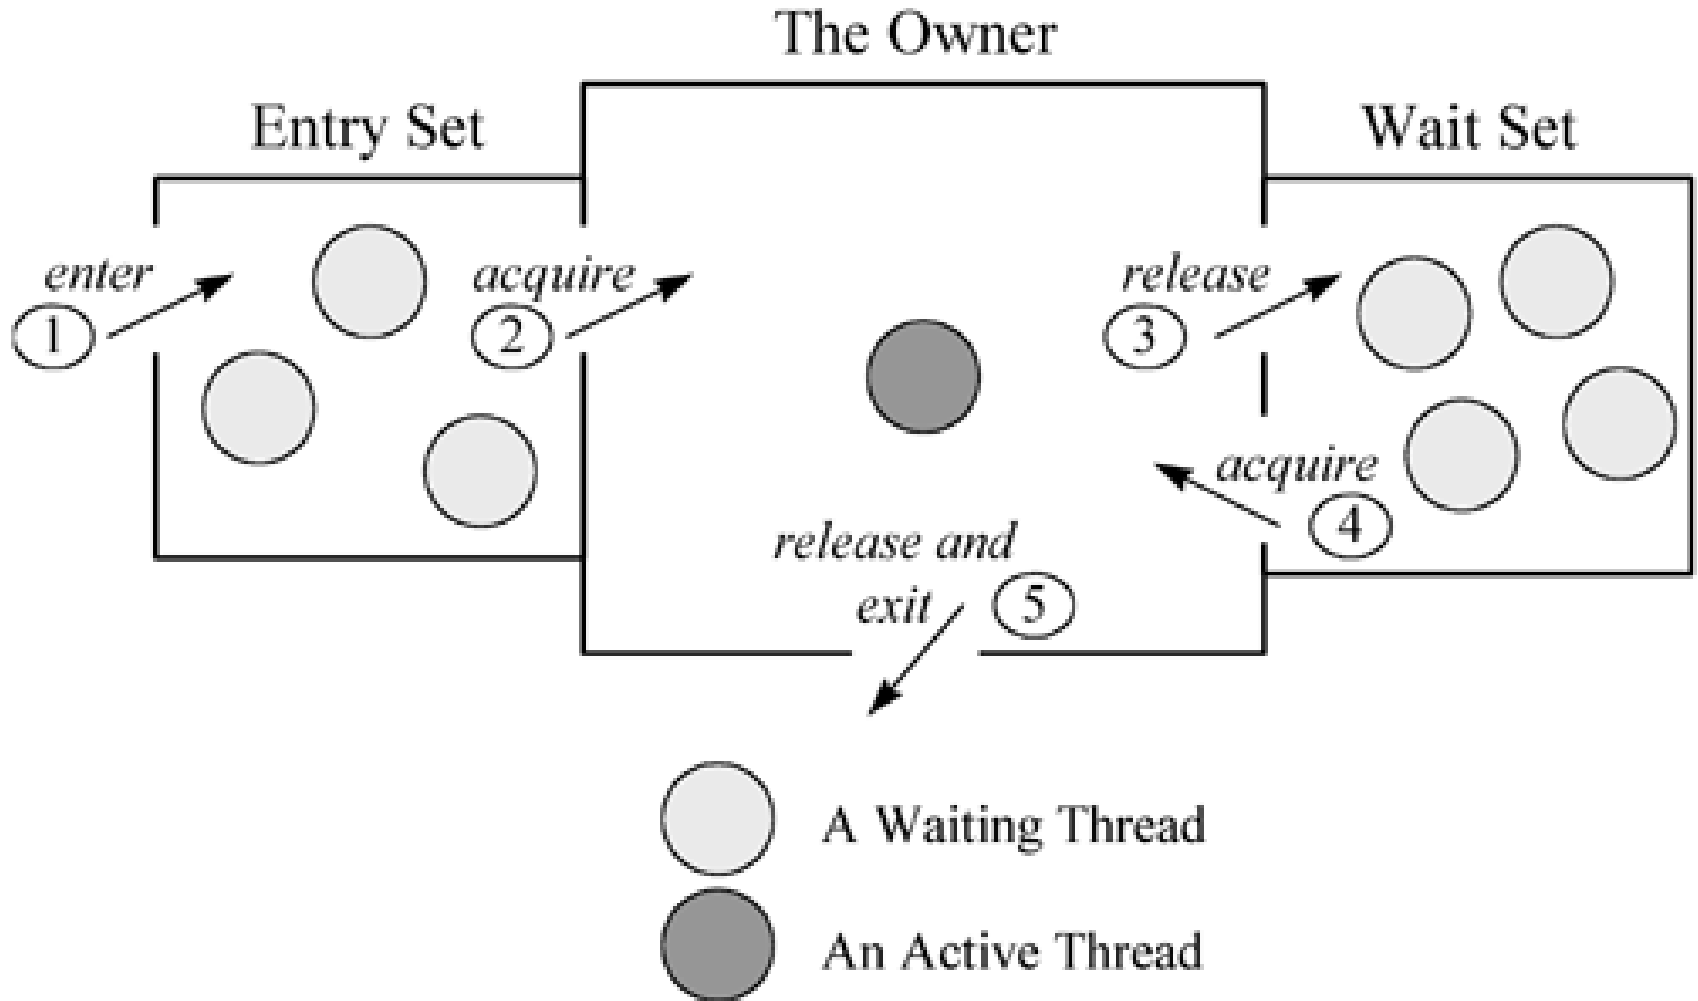 The Owner
Entry Set
Wait Set
enter
1
acquire
2
release
3
acquire
4
release and
exit 5
A Waiting Thread
An Active Thread